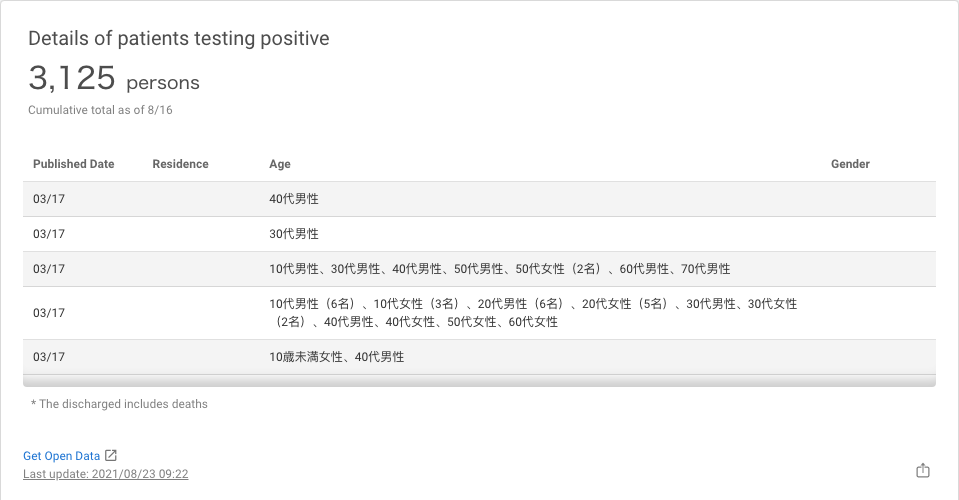 Details of patients testing positive
3,125 persons
Cumulative total as of 8/16
Published Date Residence Age Gender
03/17 40代男性
03/17 30代男性
03/17 10代男性、30代男性、40代男性、50代男性、50代女性（2名）、60代男性、70代男性
03/17 10代男性（6名）、10代女性（3名）、20代男性（6名）、20代女性（5名）、30代男性、30代女性
（2名）、40代男性、40代女性、50代女性、60代女性
03/17 10歳未満女性、40代男性
* The discharged includes deaths
Get Open Data
Last update: 2021/08/23 09:22